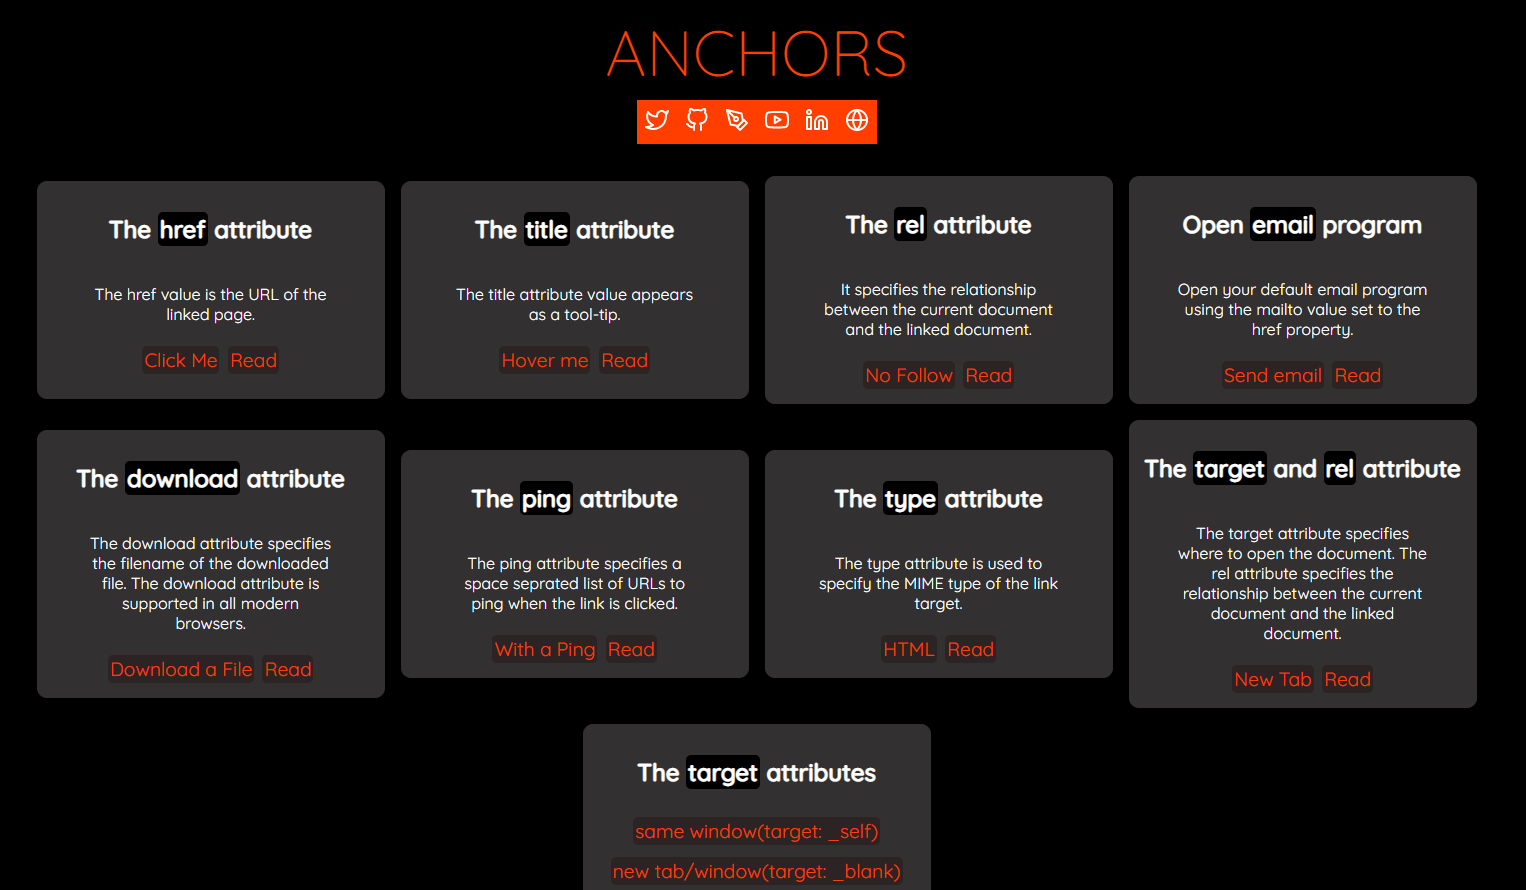 ANCHORS
The href attribute
The href value is the URL of the
linked page.
Click Me Read
The title attribute
The title attribute value appears
as a tool-tip.
Hover me Read
The rel attribute
It specifies the relationship
between the current document
and the linked document.
No Follow Read
Open email program
Open your default email program
using the mailto value set to the
href property.
Send email Read
The download attribute
The download attribute specifies
the filename of the downloaded
file. The download attribute is
supported in all modern
browsers.
Download a File Read
The ping attribute
The ping attribute specifies a
space seprated list of URLs to
ping when the link is clicked.
With a Ping Read
The type attribute
The type attribute is used to
specify the MIME type of the link
target.
HTML Read
The target and rel attribute
The target attribute specifies
where to open the document. The
rel attribute specifies the
relationship between the current
document and the linked
document.
New Tab Read
The target attributes
same window(target: _self)
new tab/window(target: _blank)